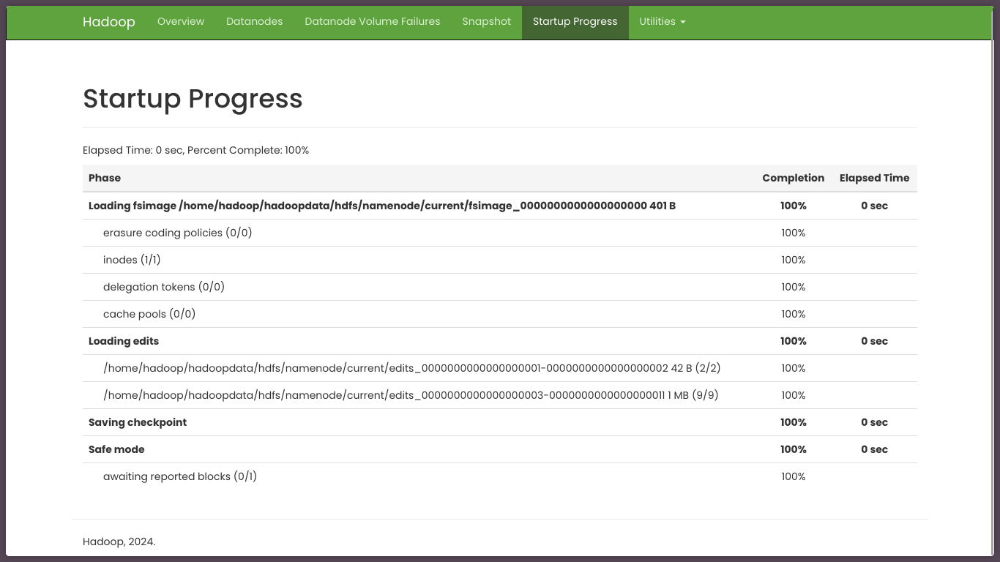 Hadoop Overview Datanodes Datanode Volume Failures Snapshot Startup Progress Utilities
Startup Progress
Elapsed Time: 0 sec, Percent Complete: 100%
Phase Completion Elapsed Time
Loading fsimage /home/hadoop/hadoopdata/hdfs/namenode/current/fsimage_0000000000000000000 401 B 100% 0 sec
erasure coding policies (0/0) 100%
inodes (1/1) 100%
delegation tokens (0/0) 100%
cache pools (0/0) 100%
Loading edits 100% 0 sec
/home/hadoop/hadoopdata/hdfs/namenode/current/edits_0000000000000000001-0000000000000000002 42 B (2/2) 100%
/home/hadoop/hadoopdata/hdfs/namenode/current/edits_0000000000000000003-0000000000000000011 1 MB (9/9) 100%
Saving checkpoint 100% 0 sec
Safe mode 100% 0 sec
awaiting reported blocks (0/1) 100%
Hadoop, 2024.